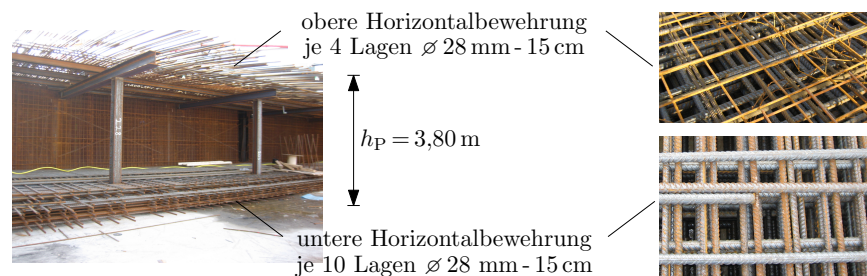 obere Horizontalbewehrung
je 4 Lagen ⌀ 28 mm - 15 cm
h_P = 3,80 m
untere Horizontalbewehrung
je 10 Lagen ⌀ 28 mm - 15 cm